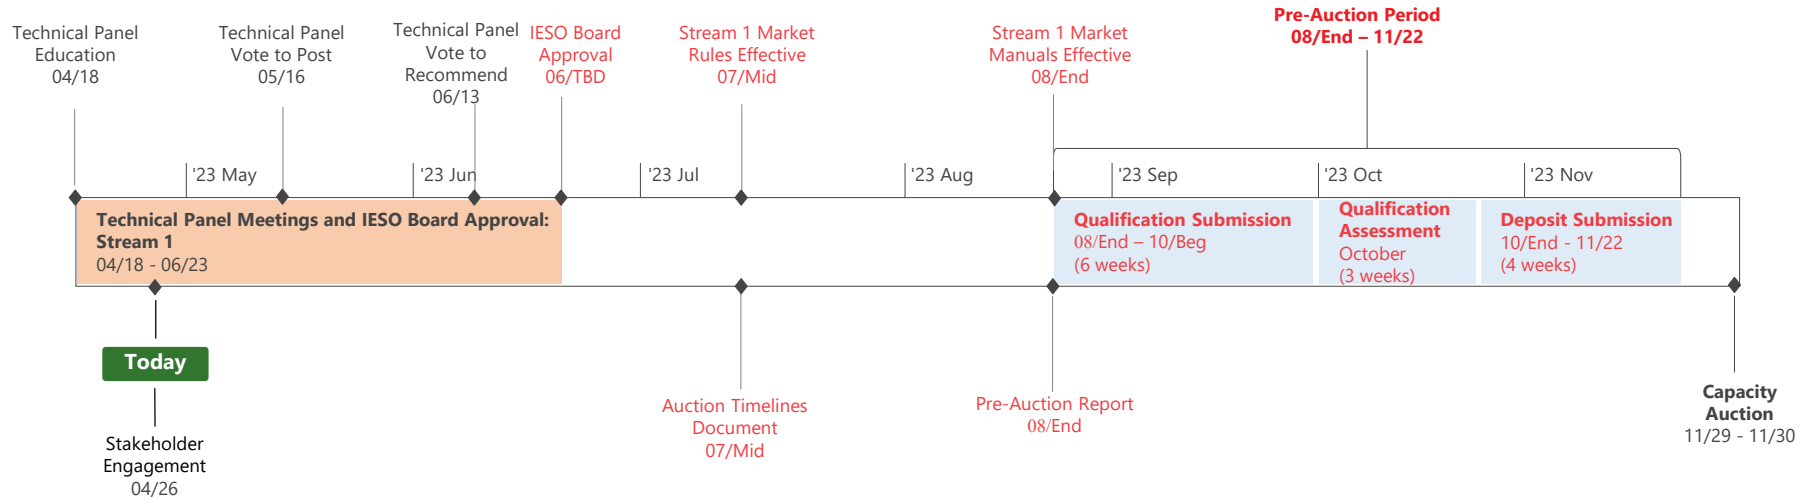 Technical Panel
Education
04/18
Technical Panel
Vote to Post
05/16
Technical Panel
Vote to
Recommend
06/13
IESO Board
Approval
06/TBD
Stream 1 Market
Rules Effective
07/Mid
Stream 1 Market
Manuals Effective
08/End
Pre-Auction Period
08/End – 11/22
'23 May
'23 Jun
'23 Jul
'23 Aug
'23 Sep
'23 Oct
'23 Nov
Technical Panel Meetings and IESO Board Approval:
Stream 1
04/18 - 06/23
Qualification Submission
08/End – 10/Beg
(6 weeks)
Qualification
Assessment
October
(3 weeks)
Deposit Submission
10/End - 11/22
(4 weeks)
Today
Stakeholder
Engagement
04/26
Auction Timelines
Document
07/Mid
Pre-Auction Report
08/End
Capacity
Auction
11/29 - 11/30